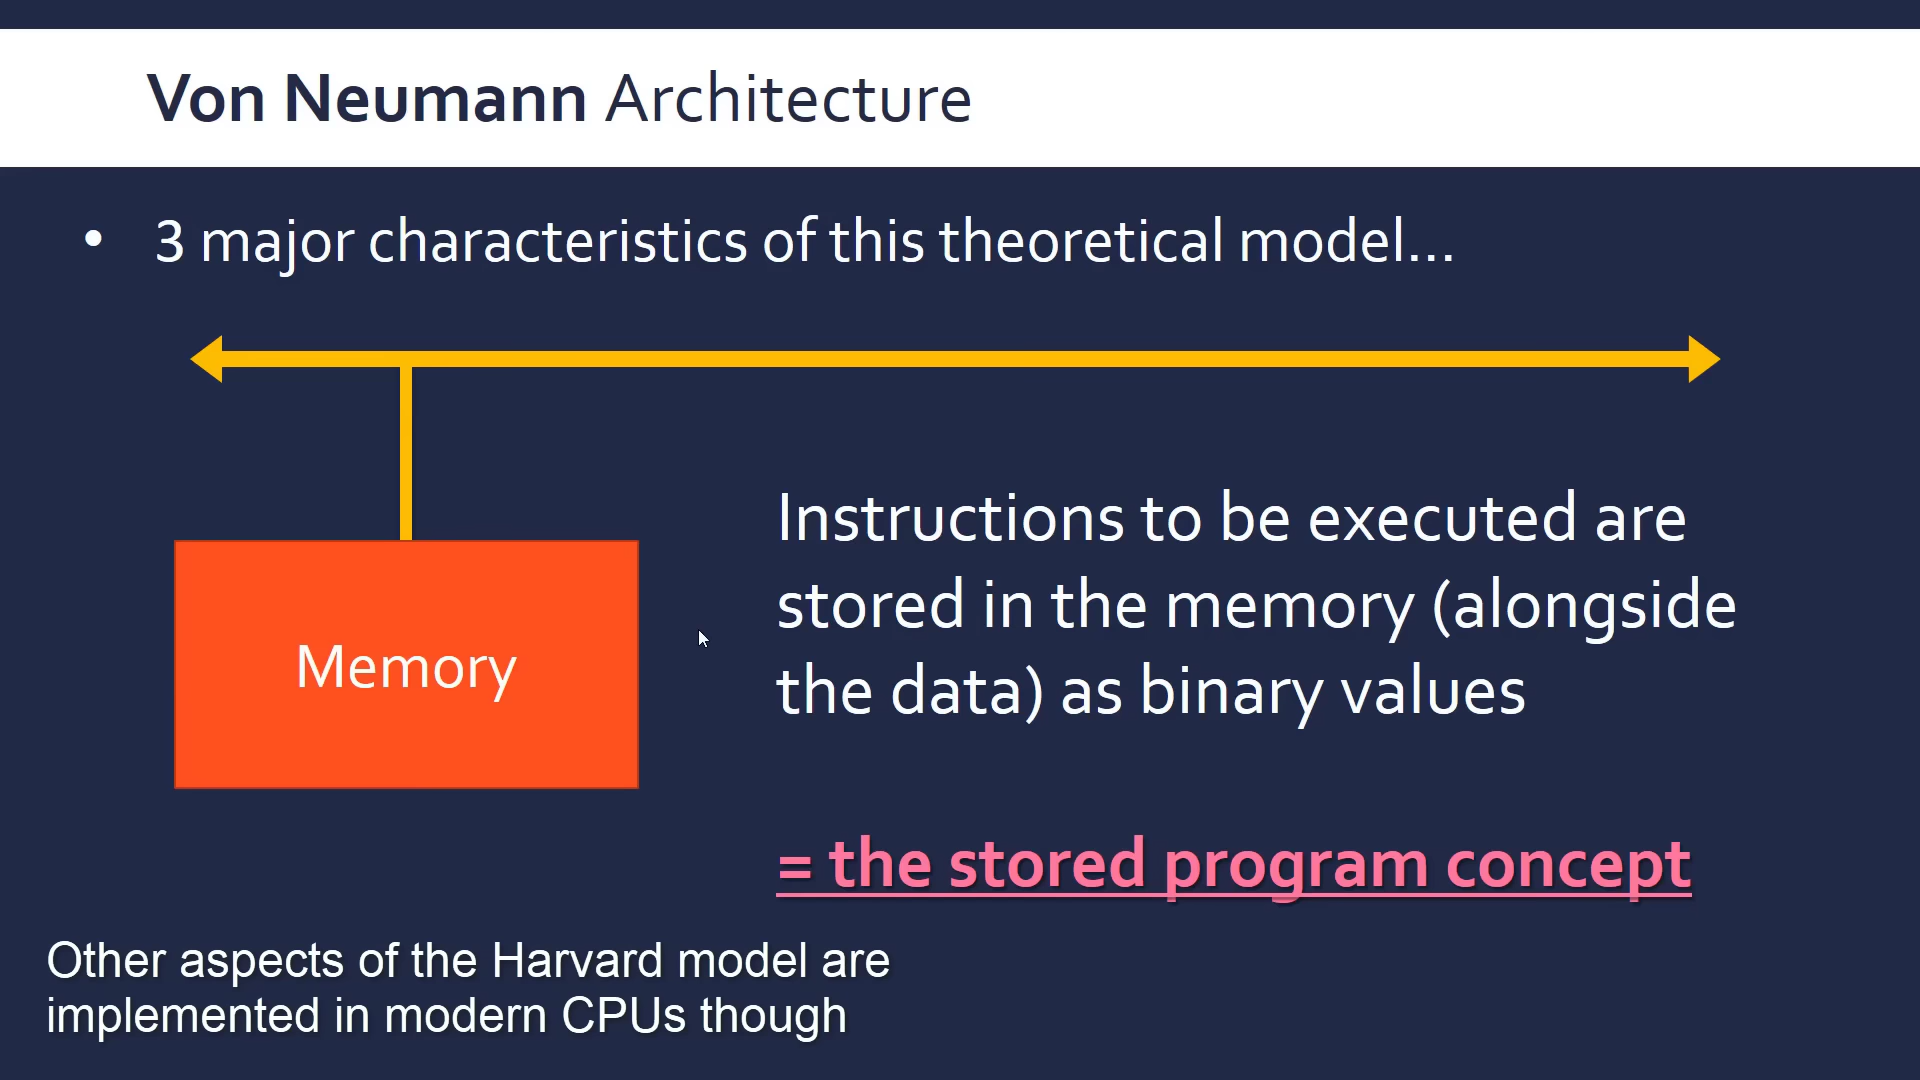 Von Neumann Architecture
• 3 major characteristics of this theoretical model...
Instructions to be executed are
stored in the memory (alongside
the data) as binary values
Memory
= the stored program concept
Other aspects of the Harvard model are
implemented in modern CPUs though